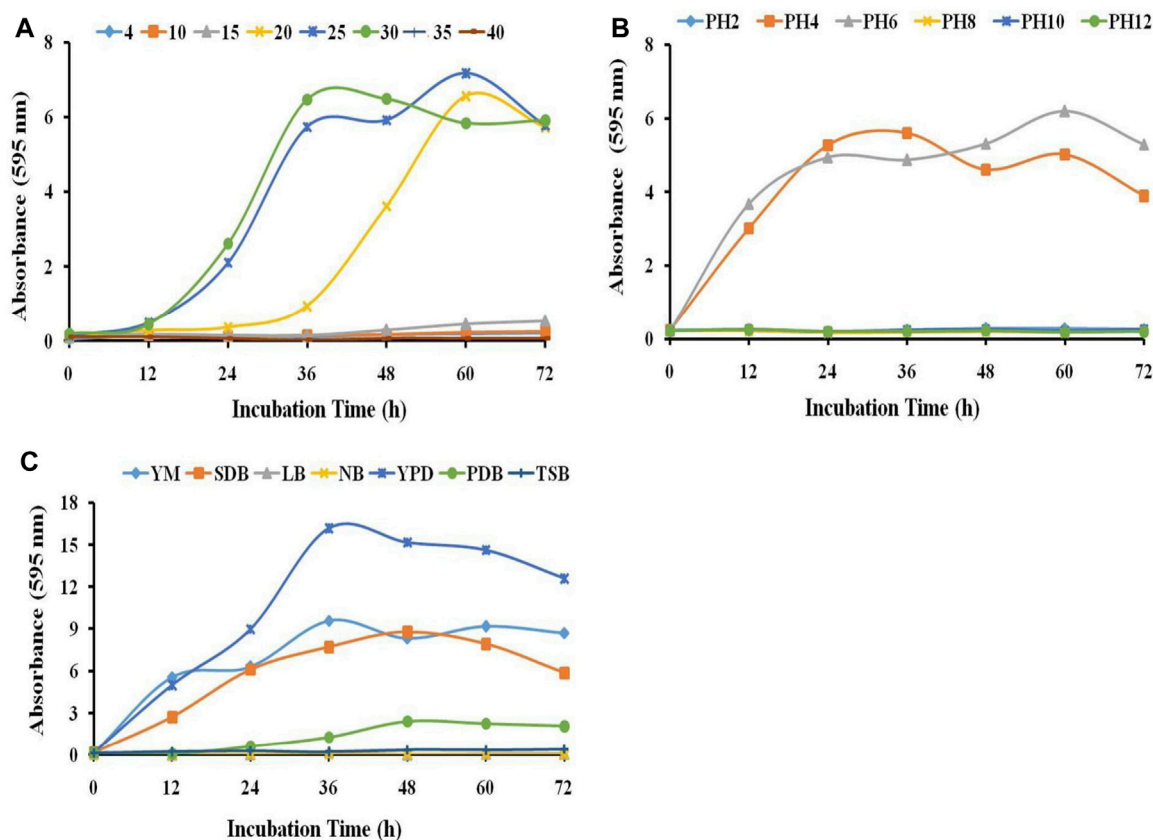 A
4 10 15 20 25 30 35 40
8
6
4
2
0
0 12 24 36 48 60 72
Absorbance (595 nm)
Incubation Time (h)
B
PH2 PH4 PH6 PH8 PH10 PH12
8
6
4
2
0
0 12 24 36 48 60 72
Absorbance (595 nm)
Incubation Time (h)
C
YM SDB LB NB YPD PDB TSB
18
15
12
9
6
3
0
0 12 24 36 48 60 72
Absorbance (595 nm)
Incubation Time (h)